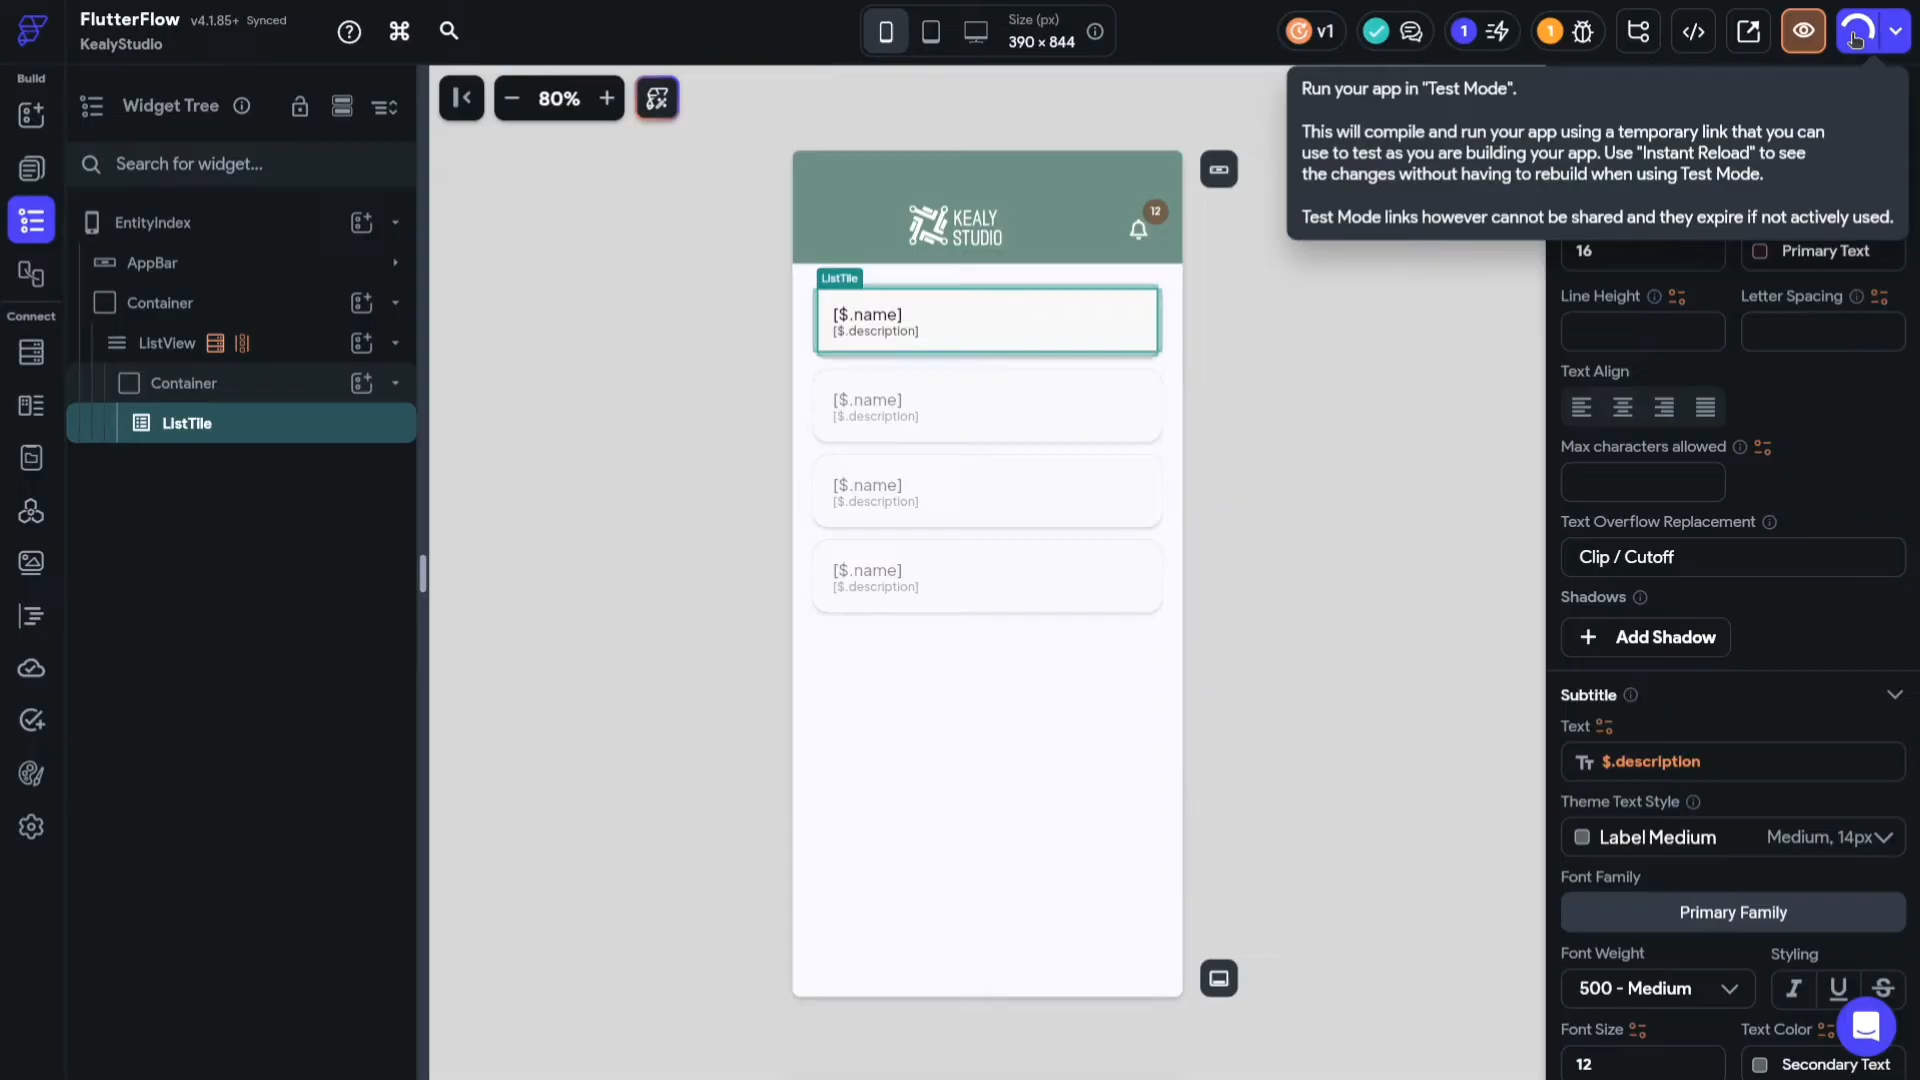 FlutterFlow v4.1.85+ Synced
KealyStudio
Size (px)
390 × 844
v1
1
1
Build
Connect
Widget Tree
Search for widget...
EntityIndex
AppBar
Container
ListView
Container
ListTile
80%
KEALY
STUDIO
12
ListTile
[$.name]
[$.description]
[$.name]
[$.description]
[$.name]
[$.description]
[$.name]
[$.description]
Run your app in "Test Mode".
This will compile and run your app using a temporary link that you can
use to test as you are building your app. Use "Instant Reload" to see
the changes without having to rebuild when using Test Mode.
Test Mode links however cannot be shared and they expire if not actively used.
16
Primary Text
Line Height
Letter Spacing
Text Align
Max characters allowed
Text Overflow Replacement
Clip / Cutoff
Shadows
+ Add Shadow
Subtitle
Text
Tт $.description
Theme Text Style
Label Medium Medium, 14px
Font Family
Primary Family
Font Weight
Styling
500 - Medium
Font Size
Text Color
12
Secondary Text